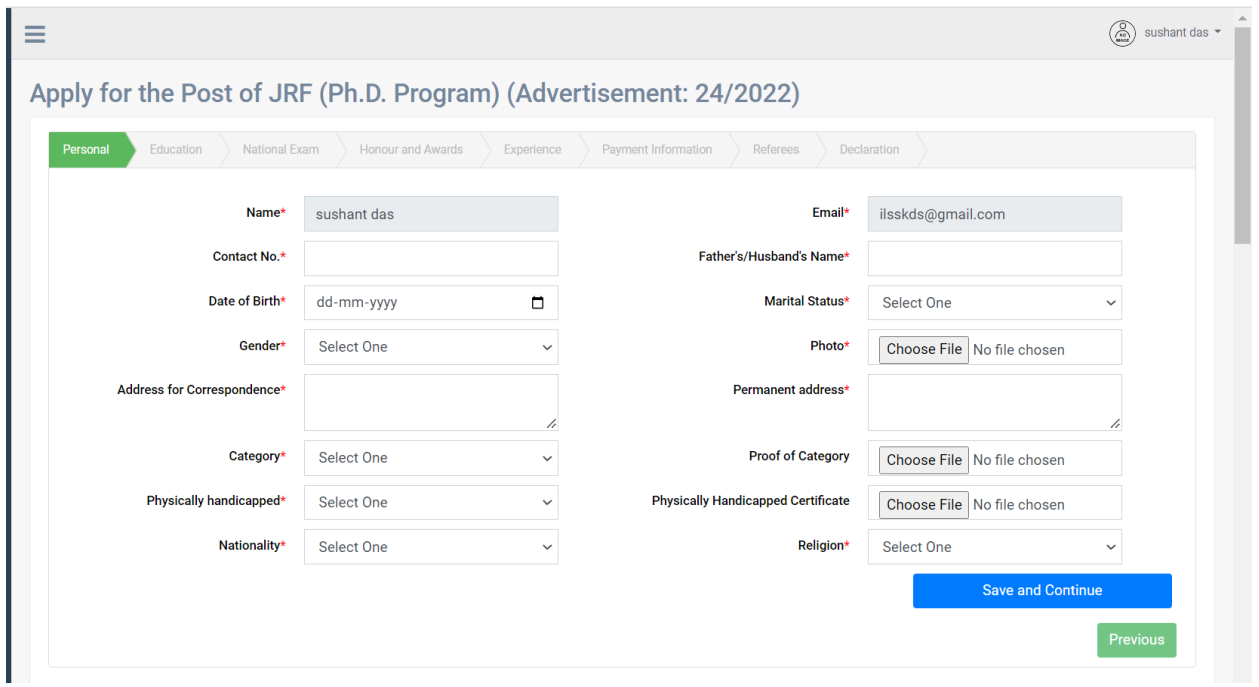 NO
IMAGE
sushant das
Apply for the Post of JRF (Ph.D. Program) (Advertisement: 24/2022)
Personal Education National Exam Honour and Awards Experience Payment Information Referees Declaration
Name* sushant das Email* ilsskds@gmail.com
Contact No.* Father's/Husband's Name*
Date of Birth* dd-mm-yyyy Marital Status* Select One
Gender* Select One Photo* Choose File No file chosen
Address for Correspondence* Permanent address*
Category* Select One Proof of Category Choose File No file chosen
Physically handicapped* Select One Physically Handicapped Certificate Choose File No file chosen
Nationality* Select One Religion* Select One
Save and Continue
Previous